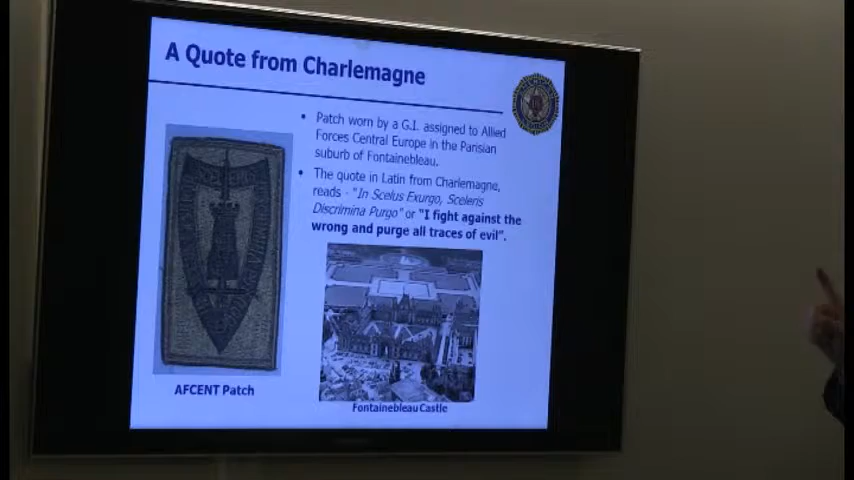 A Quote from Charlemagne
• Patch worn by a G.I. assigned to Allied
Forces Central Europe in the Parisian
suburb of Fontainebleau.
• The quote in Latin from Charlemagne,
reads - "In Scelus Exurgo, Sceleris
Discrimina Purgo" or "I fight against the
wrong and purge all traces of evil".
AFCENT Patch
Fontainebleau Castle